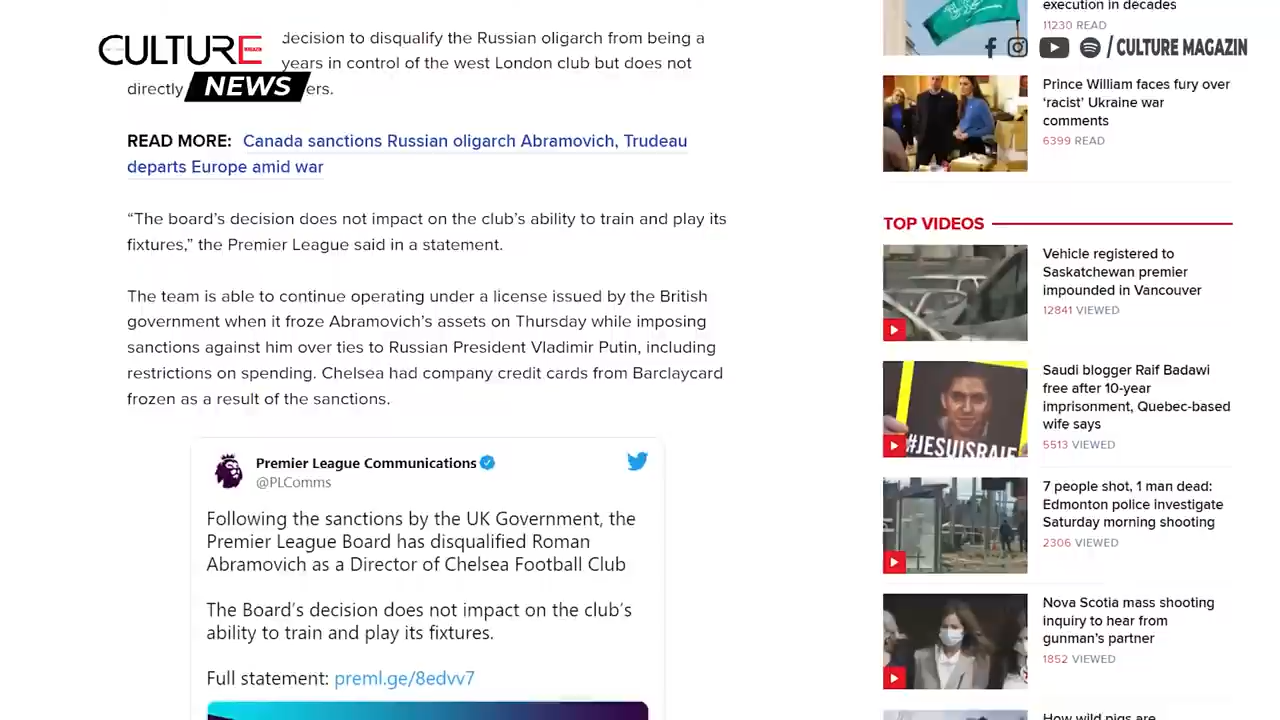 CULTURE
NEWS
decision to disqualify the Russian oligarch from being a
years in control of the west London club but does not
directly ers.
READ MORE: Canada sanctions Russian oligarch Abramovich, Trudeau
departs Europe amid war
“The board’s decision does not impact on the club’s ability to train and play its
fixtures,” the Premier League said in a statement.
The team is able to continue operating under a license issued by the British
government when it froze Abramovich’s assets on Thursday while imposing
sanctions against him over ties to Russian President Vladimir Putin, including
restrictions on spending. Chelsea had company credit cards from Barclaycard
frozen as a result of the sanctions.
Premier League Communications
@PLComms
Following the sanctions by the UK Government, the
Premier League Board has disqualified Roman
Abramovich as a Director of Chelsea Football Club
The Board’s decision does not impact on the club’s
ability to train and play its fixtures.
Full statement: preml.ge/8edvv7
execution in decades
11230 READ
/ CULTURE MAGAZIN
Prince William faces fury over
‘racist’ Ukraine war
comments
6399 READ
TOP VIDEOS
Vehicle registered to
Saskatchewan premier
impounded in Vancouver
12841 VIEWED
#JESUISRAIF
Saudi blogger Raif Badawi
free after 10-year
imprisonment, Quebec-based
wife says
5513 VIEWED
7 people shot, 1 man dead:
Edmonton police investigate
Saturday morning shooting
2306 VIEWED
Nova Scotia mass shooting
inquiry to hear from
gunman’s partner
1852 VIEWED
How wild pigs are